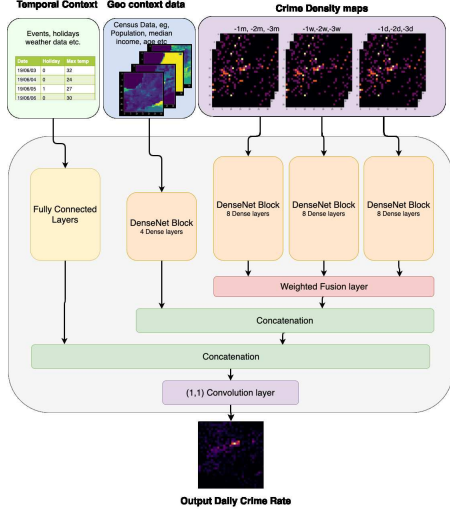 Temporal Context
Geo context data
Crime Density maps
Events, holidays
weather data etc.
Date Holiday Max temp
19/06/03 0 32
19/06/04 0 24
19/06/05 1 27
19/06/06 0 30
Census Data, eg,
Population, median
income, age etc
-1m, -2m, -3m
-1w,-2w,-3w
-1d,-2d,-3d
Fully Connected
Layers
DenseNet Block
4 Dense layers
DenseNet Block
8 Dense layers
DenseNet Block
8 Dense layers
DenseNet Block
8 Dense layers
Weighted Fusion layer
Concatenation
Concatenation
(1,1) Convolution layer
Output Daily Crime Rate